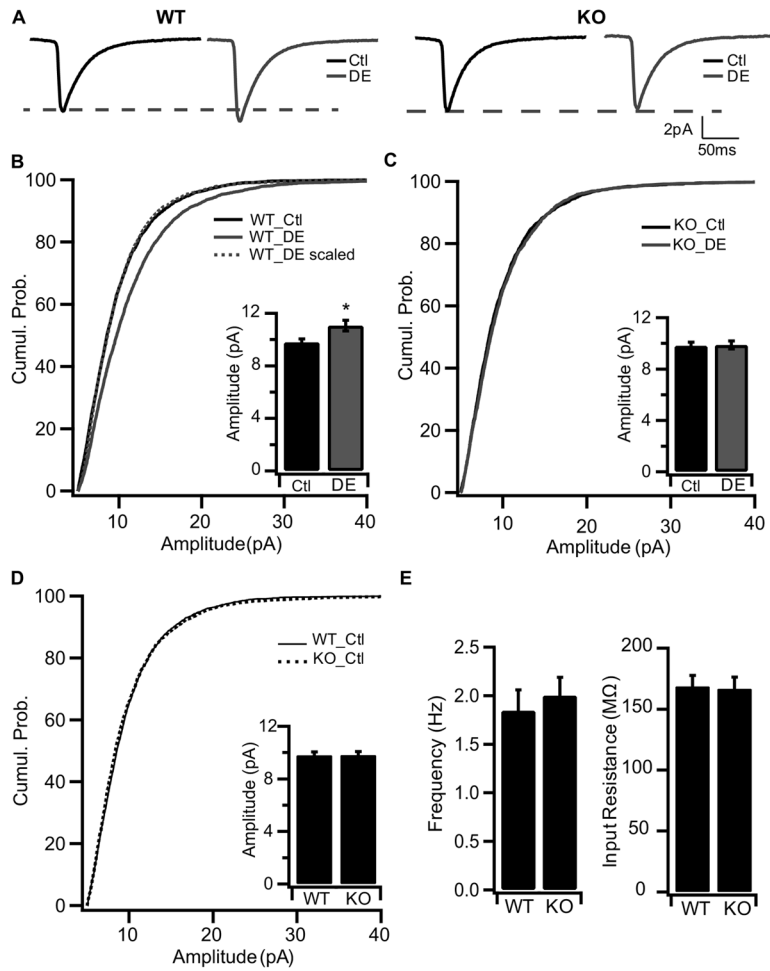 A
WT
KO
Ctl
DE
Ctl
DE
2pA
50ms
B
100
80
60
40
20
0
Cumul. Prob.
10
20
30
40
Amplitude(pA)
WT_Ctl
WT_DE
WT_DE scaled
12
8
4
0
Amplitude (pA)
*
Ctl
DE
C
100
80
60
40
20
0
Cumul. Prob.
10
20
30
40
Amplitude (pA)
KO_Ctl
KO_DE
12
8
4
0
Amplitude (pA)
Ctl
DE
D
100
80
60
40
20
0
Cumul. Prob.
10
20
30
40
Amplitude (pA)
WT_Ctl
KO_Ctl
12
8
4
0
Amplitude (pA)
WT
KO
E
2.5
2.0
1.5
1.0
0.5
0.0
Frequency (Hz)
WT
KO
200
150
100
50
0
Input Resistance (MΩ)
WT
KO